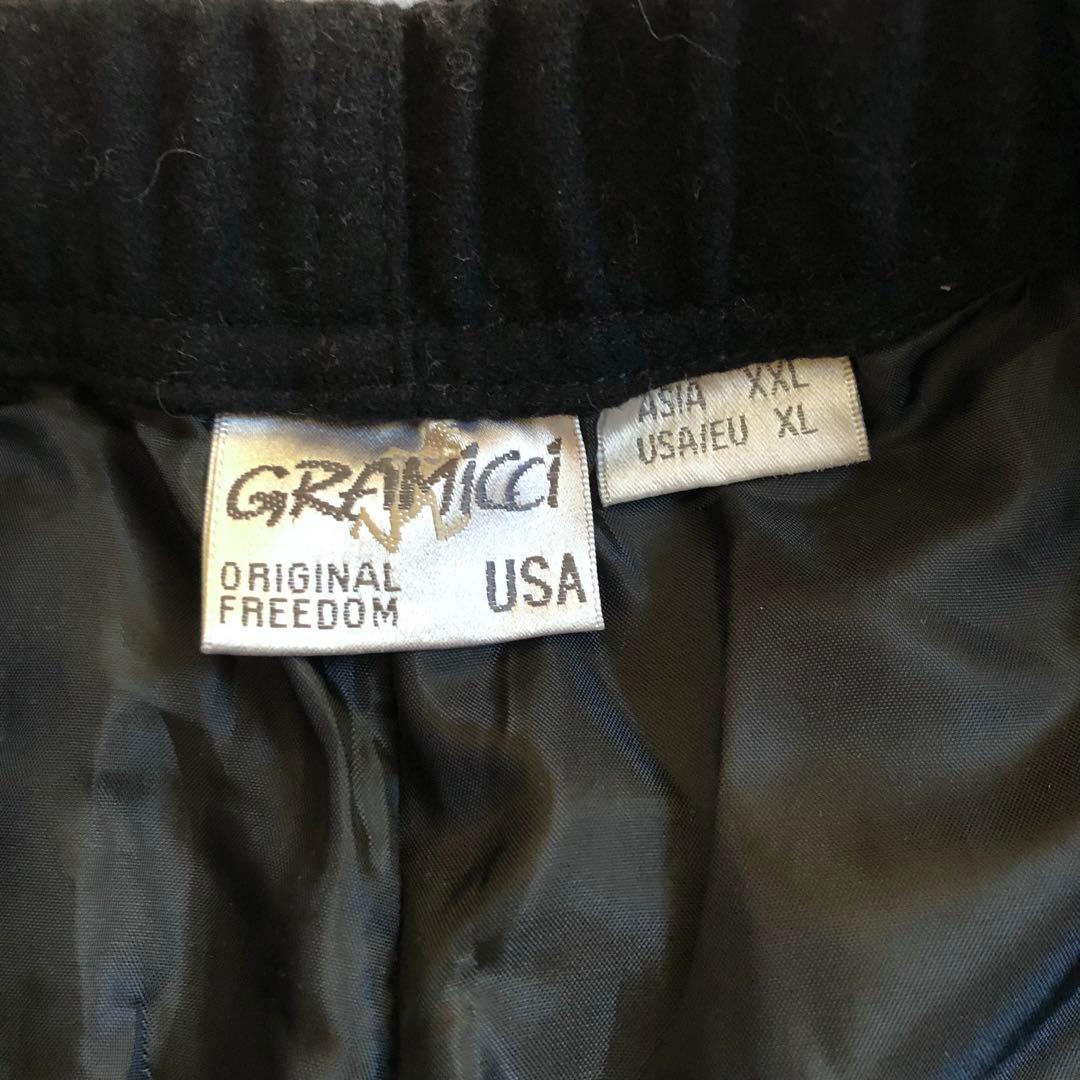 GRAMICCI
ORIGINAL
FREEDOM
USA
ASIA XXL
USA/EU XL